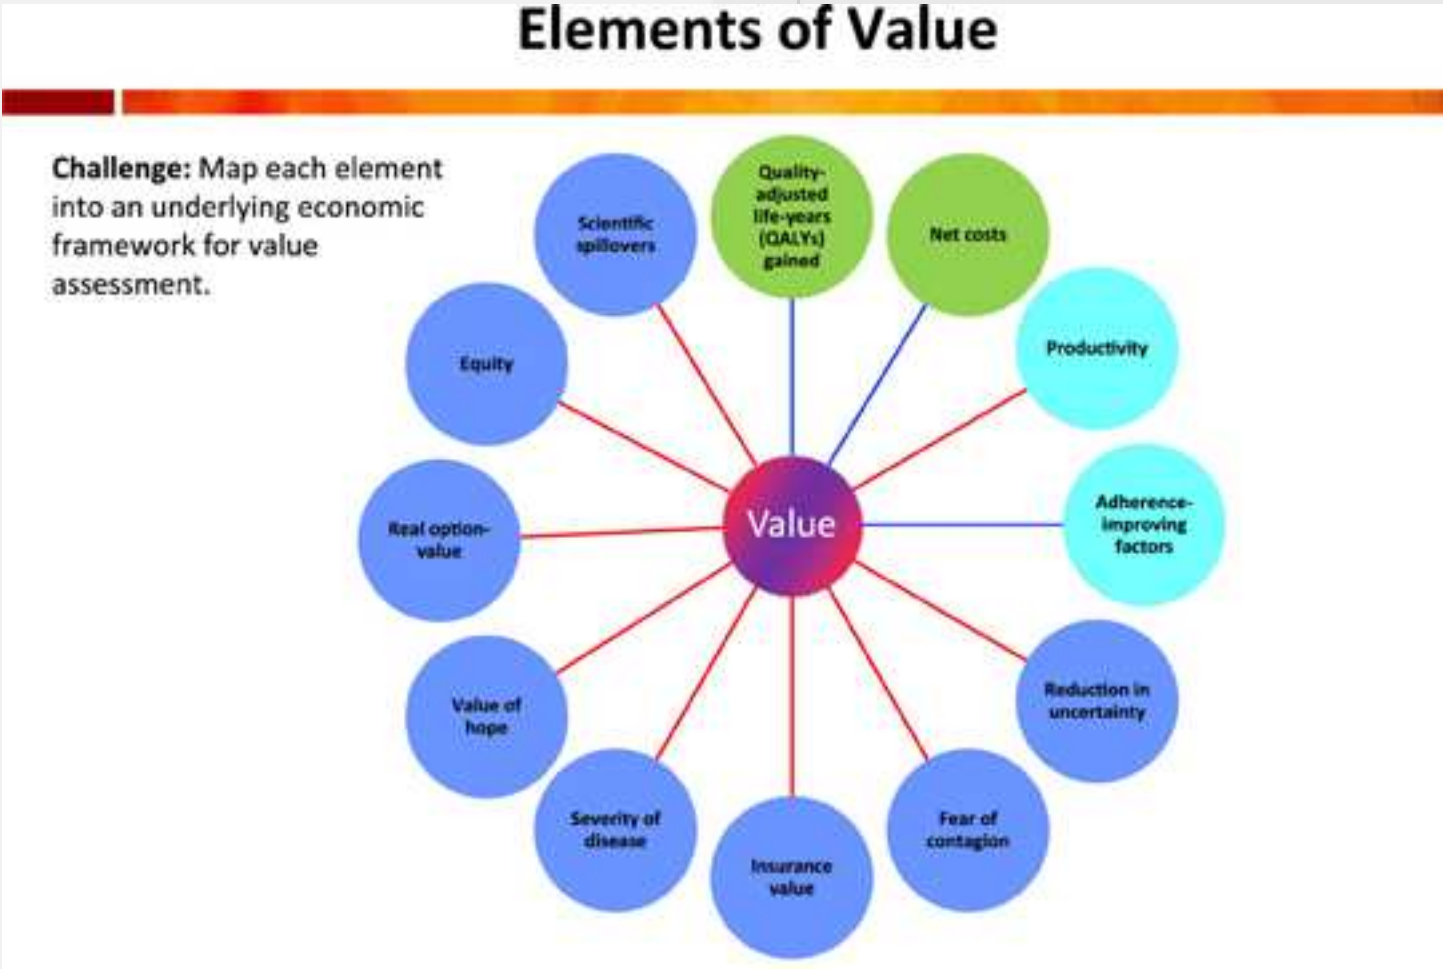 Elements of Value
Challenge: Map each element
into an underlying economic
framework for value
assessment.
Quality-
adjusted
life-years
(QALYs)
gained
Net costs
Productivity
Adherence-
improving
factors
Reduction in
uncertainty
Fear of
contagion
Insurance
value
Severity of
disease
Value of
hope
Real option-
value
Equity
Scientific
spillovers
Value